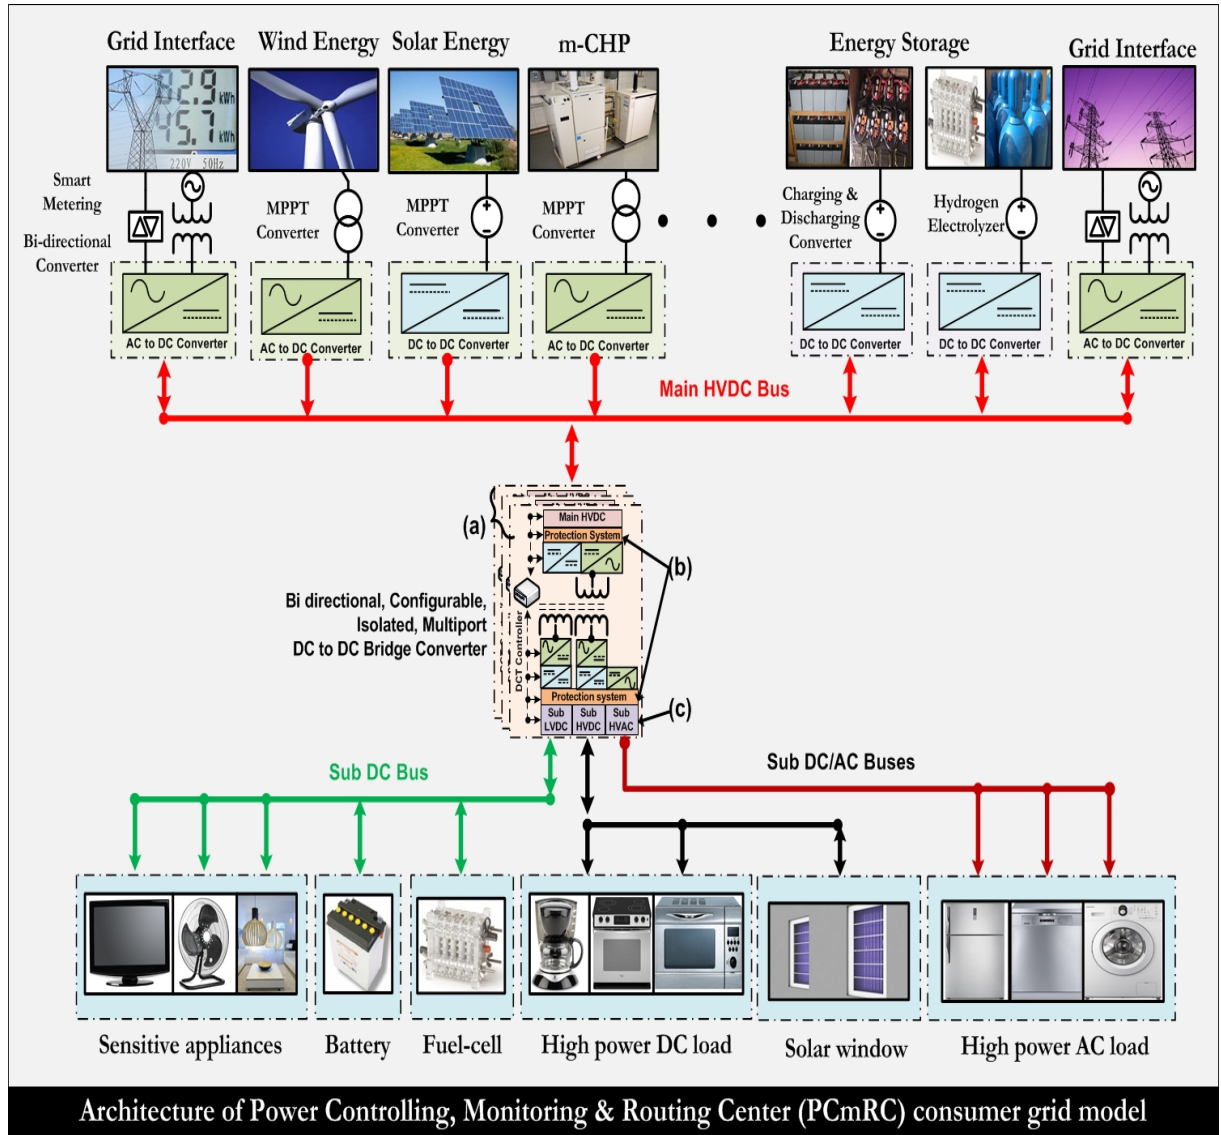 Grid Interface
Wind Energy
Solar Energy
m-CHP
Energy Storage
Grid Interface
32.9 kWh
45.7 kWh
220V 50Hz
Smart
Metering
Bi-directional
Converter
MPPT
Converter
MPPT
Converter
MPPT
Converter
Charging &
Discharging
Converter
Hydrogen
Electrolyzer
AC to DC Converter
AC to DC Converter
DC to DC Converter
AC to DC Converter
DC to DC Converter
DC to DC Converter
AC to DC Converter
Main HVDC Bus
(a)
Main HVDC
Protection System
(b)
Bi directional, Configurable,
Isolated, Multiport
DC to DC Bridge Converter
DCT Controller
Protection system
Sub
LVDC
Sub
HVDC
Sub
HVAC
(c)
Sub DC Bus
Sub DC/AC Buses
Sensitive appliances
Battery
Fuel-cell
High power DC load
Solar window
High power AC load
Architecture of Power Controlling, Monitoring & Routing Center (PCmRC) consumer grid model